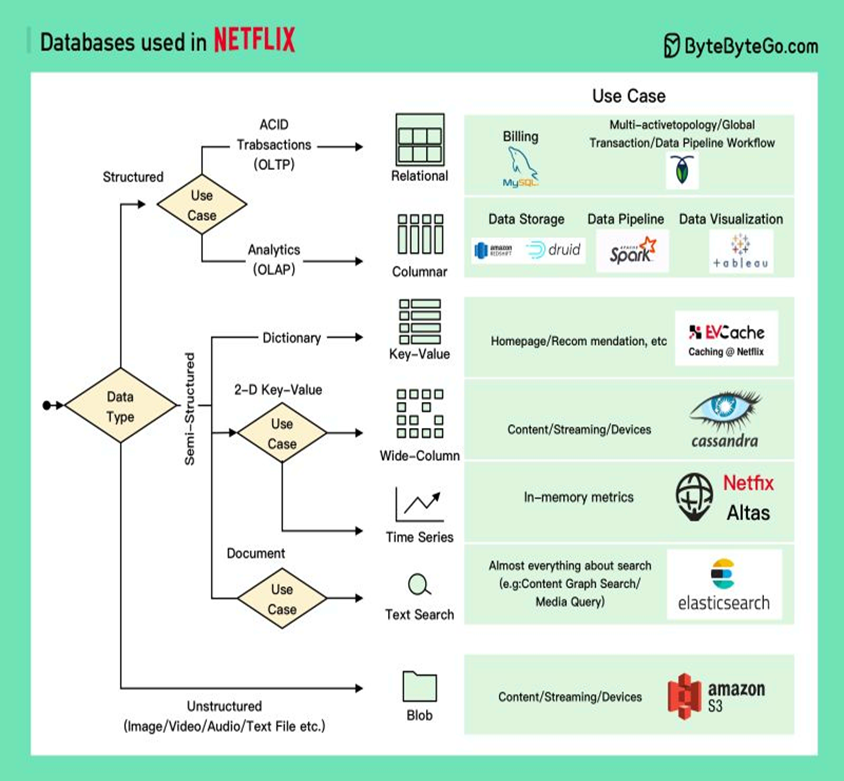 Databases used in NETFLIX
ByteByteGo.com
Use Case
ACID
Trabsactions
(OLTP)
Structured
Use
Case
Analytics
(OLAP)
Relational
Billing
MySQL
Multi-activetopology/Global
Transaction/Data Pipeline Workflow
Columnar
Data Storage
Data Pipeline
Data Visualization
amazon
REDSHIFT
druid
APACHE
Spark
+ableau
Data
Type
Semi-Structured
Dictionary
Key-Value
Homepage/Recom mendation, etc
EVCache
Caching @ Netflix
2-D Key-Value
Use
Case
Wide-Column
Content/Streaming/Devices
cassandra
Time Series
In-memory metrics
Netfix
Altas
Document
Use
Case
Text Search
Almost everything about search
(e.g:Content Graph Search/
Media Query)
elasticsearch
Unstructured
(Image/Video/Audio/Text File etc.)
Blob
Content/Streaming/Devices
amazon
S3